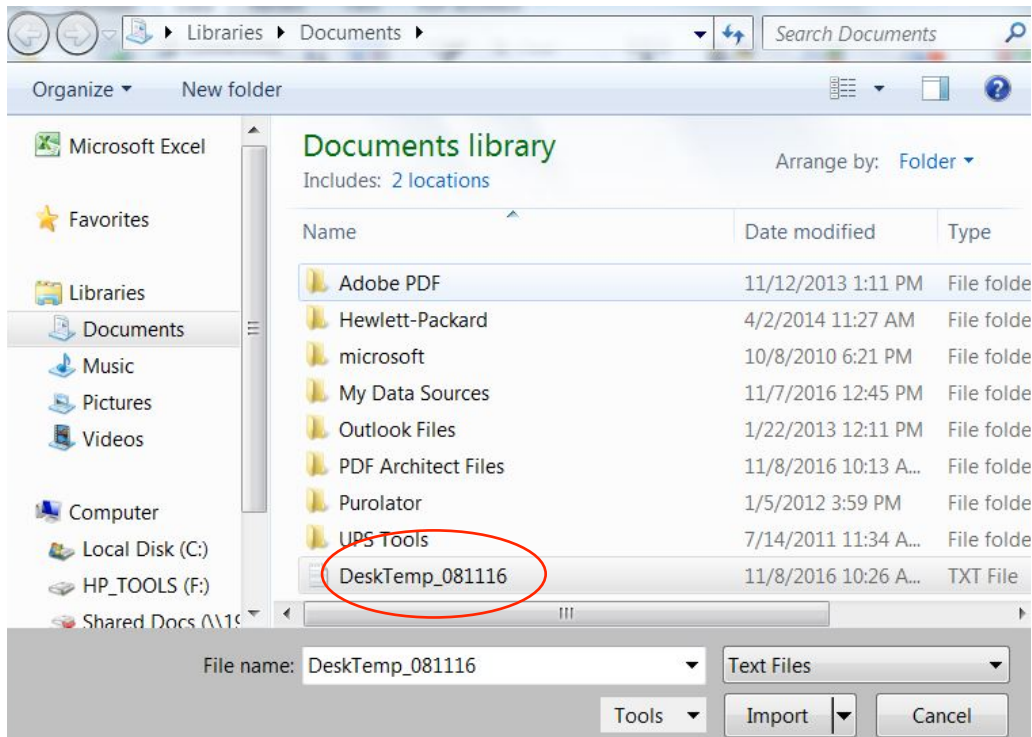 Libraries Documents Search Documents
Organize New folder
Microsoft Excel
Favorites
Libraries
Documents
Music
Pictures
Videos
Computer
Local Disk (C:)
HP_TOOLS (F:)
Shared Docs (\\19
Documents library
Includes: 2 locations
Arrange by: Folder
Name Date modified Type
Adobe PDF 11/12/2013 1:11 PM File folde
Hewlett-Packard 4/2/2014 11:27 AM File folde
microsoft 10/8/2010 6:21 PM File folde
My Data Sources 11/7/2016 12:45 PM File folde
Outlook Files 1/22/2013 12:11 PM File folde
PDF Architect Files 11/8/2016 10:13 A... File folde
Purolator 1/5/2012 3:59 PM File folde
UPS Tools 7/14/2011 11:34 A... File folde
DeskTemp_081116 11/8/2016 10:26 A... TXT File
File name: DeskTemp_081116 Text Files
Tools Import Cancel